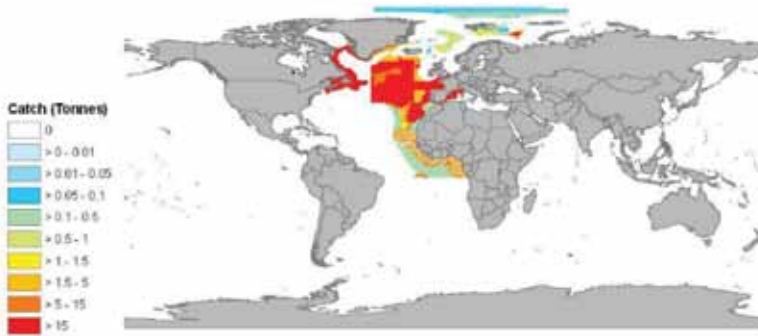 Catch (Tonnes)
0
> 0 - 0.01
> 0.01 - 0.05
> 0.05 - 0.1
> 0.1 - 0.5
> 0.5 - 1
> 1 - 1.5
> 1.5 - 5
> 5 - 15
> 15